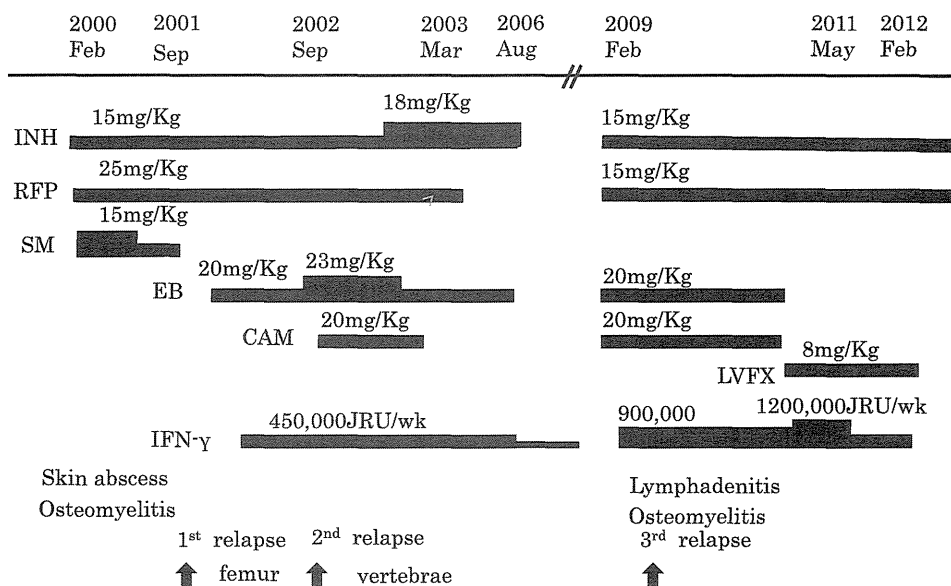 2000 2001 2002 2003 2006 2009 2011 2012
Feb Sep Sep Mar Aug Feb May Feb
18mg/Kg
15mg/Kg 15mg/Kg
INH
25mg/Kg 15mg/Kg
RFP
15mg/Kg
SM
20mg/Kg 23mg/Kg 20mg/Kg
EB
20mg/Kg 20mg/Kg
CAM
8mg/Kg
LVFX
450,000JRU/wk 900,000 1200,000JRU/wk
IFN-γ
Skin abscess Lymphadenitis
Osteomyelitis Osteomyelitis
1st relapse 2nd relapse 3rd relapse
femur vertebrae